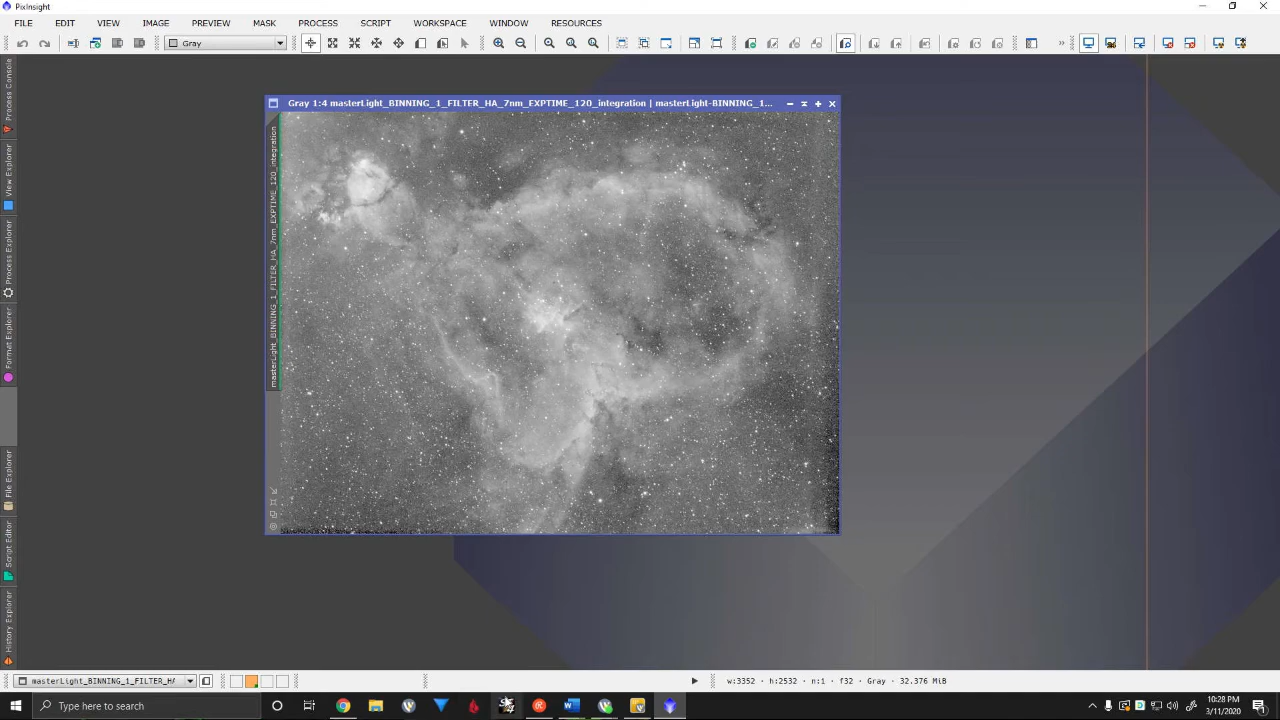 PixInsight
FILE EDIT VIEW IMAGE PREVIEW MASK PROCESS SCRIPT WORKSPACE WINDOW RESOURCES
Gray
Process Console
View Explorer
Process Explorer
Format Explorer
File Explorer
Script Editor
History Explorer
Gray 1:4 masterLight_BINNING_1_FILTER_HA_7nm_EXPTIME_120_integration | masterLight-BINNING_1...
masterLight_BINNING_1_FILTER_HA_7nm_EXPTIME_120_integration
masterLight_BINNING_1_FILTER_HA
w:3352 · h:2532 · n:1 · f32 · Gray · 32.376 MiB
Type here to search
10:28 PM
3/11/2020